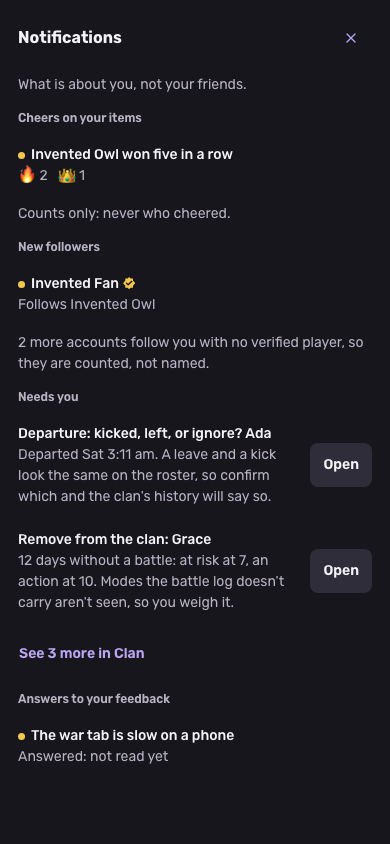 Notifications
What is about you, not your friends.
Cheers on your items
Invented Owl won five in a row
🔥 2 👑 1
Counts only: never who cheered.
New followers
Invented Fan
Follows Invented Owl
2 more accounts follow you with no verified player, so
they are counted, not named.
Needs you
Departure: kicked, left, or ignore? Ada
Departed Sat 3:11 am. A leave and a kick
look the same on the roster, so confirm
which and the clan's history will say so.
Open
Remove from the clan: Grace
12 days without a battle: at risk at 7, an
action at 10. Modes the battle log doesn't
carry aren't seen, so you weigh it.
Open
See 3 more in Clan
Answers to your feedback
The war tab is slow on a phone
Answered: not read yet